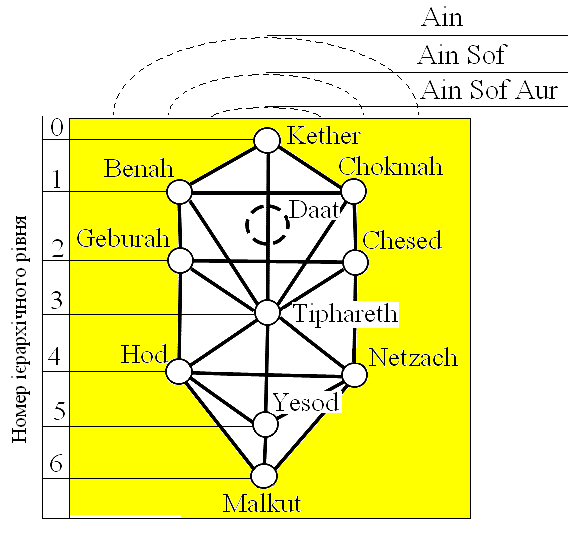 Ain
Ain Sof
Ain Sof Aur
0
Kether
Benah
Chokmah
1
Daat
Geburah
Chesed
2
3
Tiphareth
Hod
Netzach
4
Yesod
5
6
Malkut
Номер ієрархічного рівня